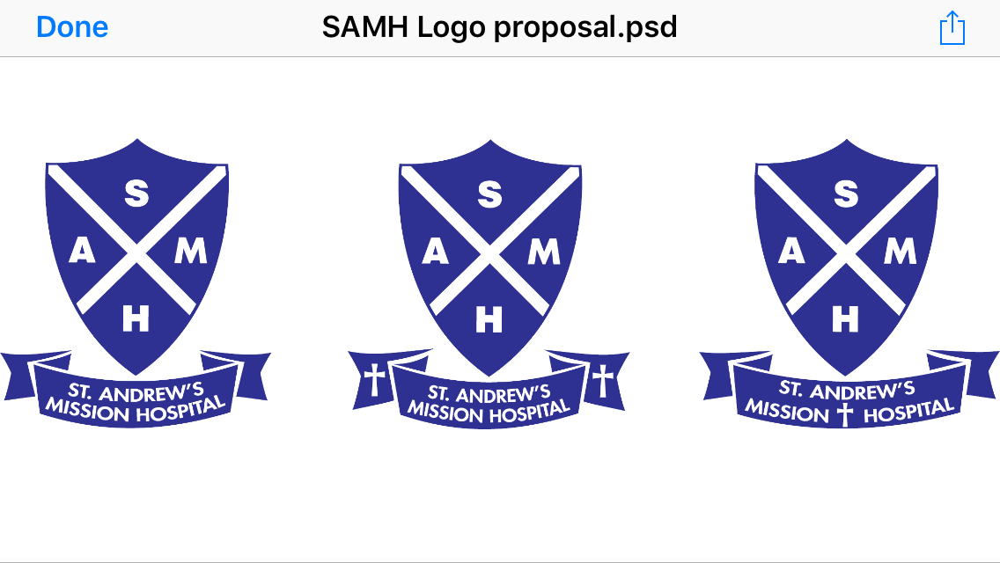 Done SAMH Logo proposal.psd
S
A M
H
ST. ANDREW'S
MISSION HOSPITAL
S
A M
H
ST. ANDREW'S
MISSION HOSPITAL
S
A M
H
ST. ANDREW'S
MISSION HOSPITAL